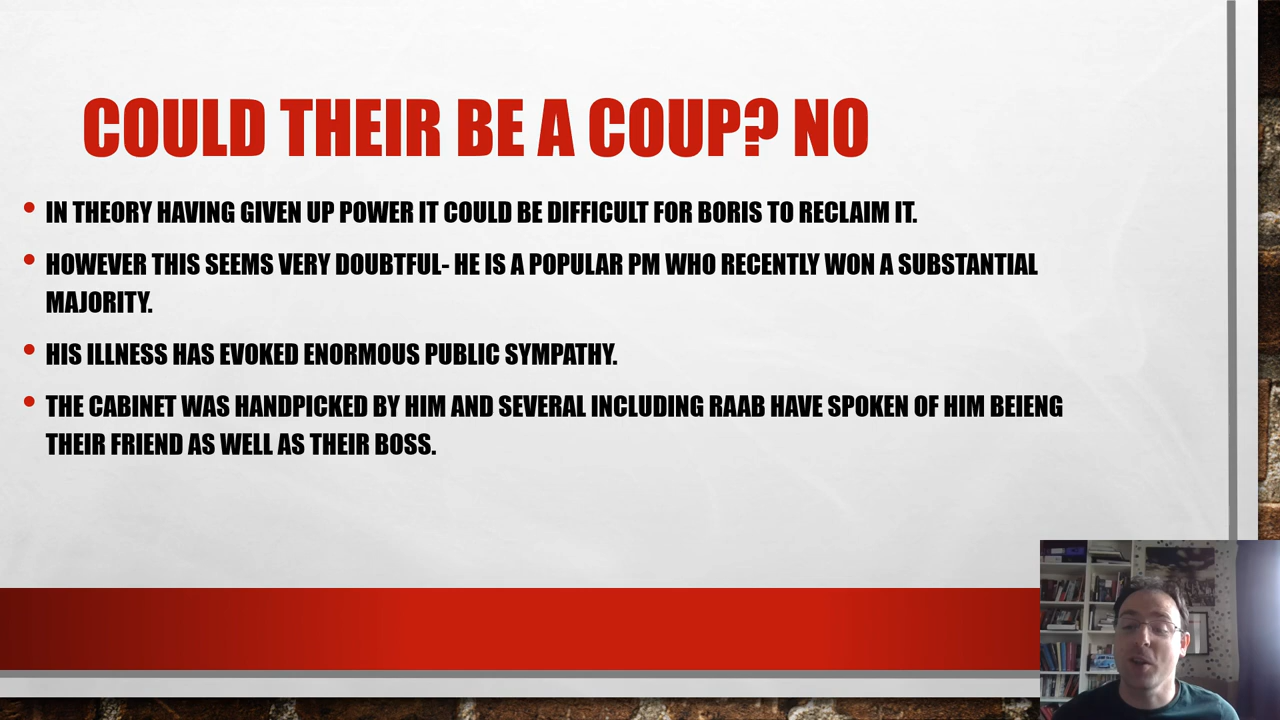 COULD THEIR BE A COUP? NO
IN THEORY HAVING GIVEN UP POWER IT COULD BE DIFFICULT FOR BORIS TO RECLAIM IT.
HOWEVER THIS SEEMS VERY DOUBTFUL- HE IS A POPULAR PM WHO RECENTLY WON A SUBSTANTIAL
MAJORITY.
HIS ILLNESS HAS EVOKED ENORMOUS PUBLIC SYMPATHY.
THE CABINET WAS HANDPICKED BY HIM AND SEVERAL INCLUDING RAAB HAVE SPOKEN OF HIM BEIENG
THEIR FRIEND AS WELL AS THEIR BOSS.